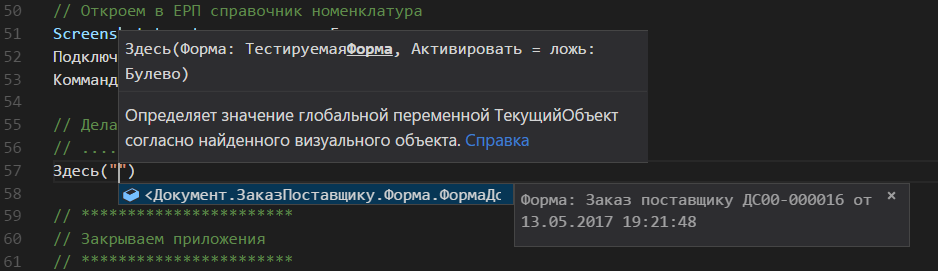 50 // Откроем в ЕРП справочник номенклатура
51 Screens
Здесь(Форма: ТестируемаяФорма, Активировать = ложь:
Булево)
52 Подключ
53 Комманд
54
Определяет значение глобальной переменной ТекущийОбъект
согласно найденного визуального объекта. Справка
55 // Дела
56 // ....
57 Здесь("")
58 <Документ.ЗаказПоставщику.Форма.ФормаДо
Форма: Заказ поставщику ДС00-000016 от
13.05.2017 19:21:48
59 // ***********************
60 // Закрываем приложения
61 // ***********************